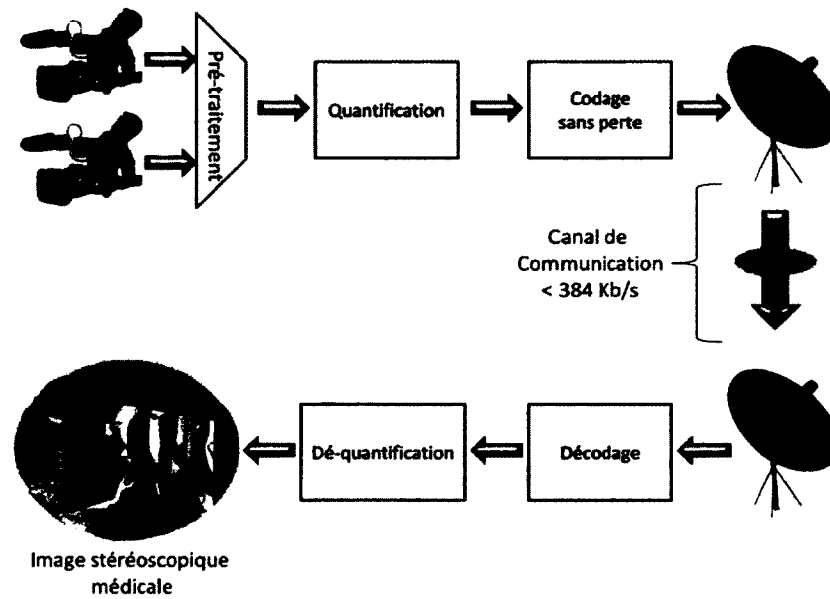 Pré-traitement
Quantification
Codage
sans perte
Canal de
Communication
< 384 Kb/s
Dé-quantification
Décodage
Image stéréoscopique
médicale